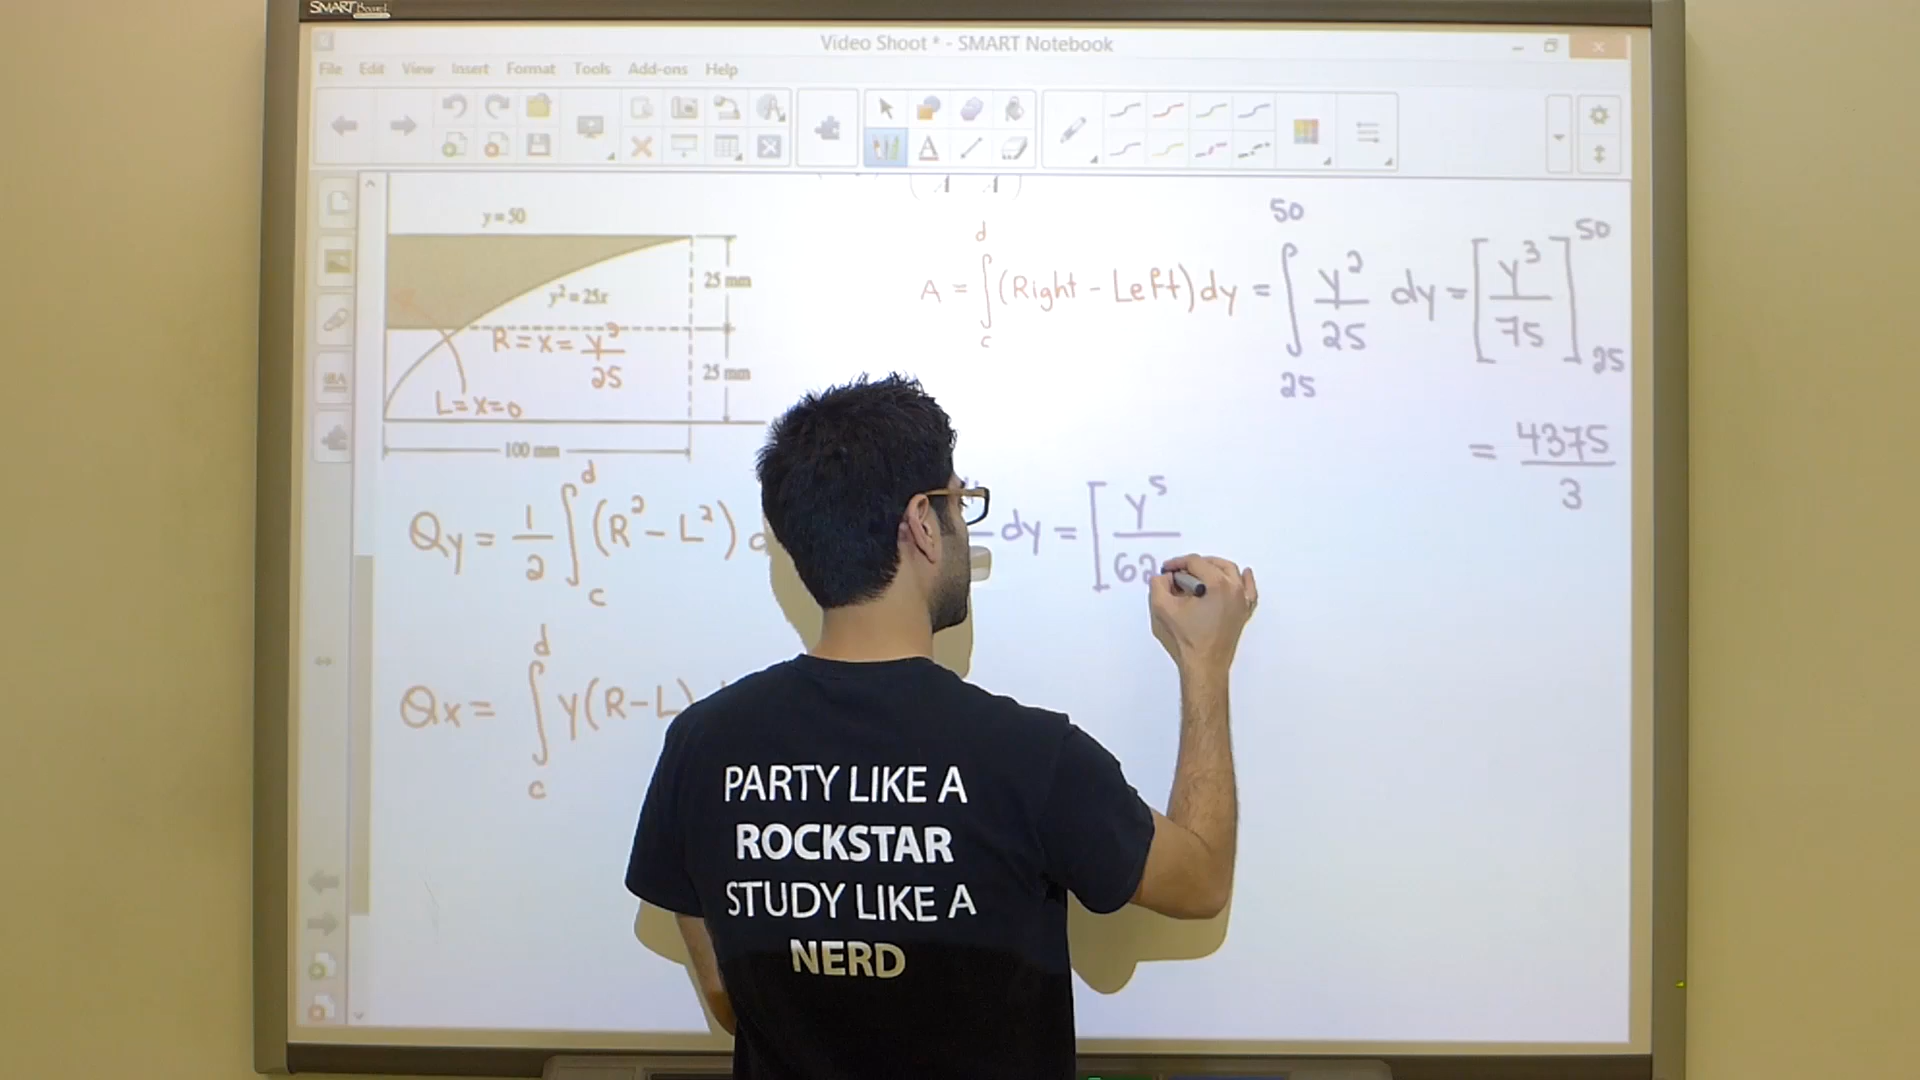 SMART Board
Video Shoot * - SMART Notebook
File Edit View Insert Format Tools Add-ons Help
A A
y = 50
25 mm
y² = 25x
R = x = y²/25
25 mm
L = x = 0
100 mm
A = ∫ c d (Right - Left) dy = ∫ 25 50 y²/25 dy = [y³/75] 25 50
= 4375/3
Qy = 1/2 ∫ c d (R² - L²) dy = [y⁵/62
Qx = ∫ c d y(R-L)
PARTY LIKE A
ROCKSTAR
STUDY LIKE A
NERD